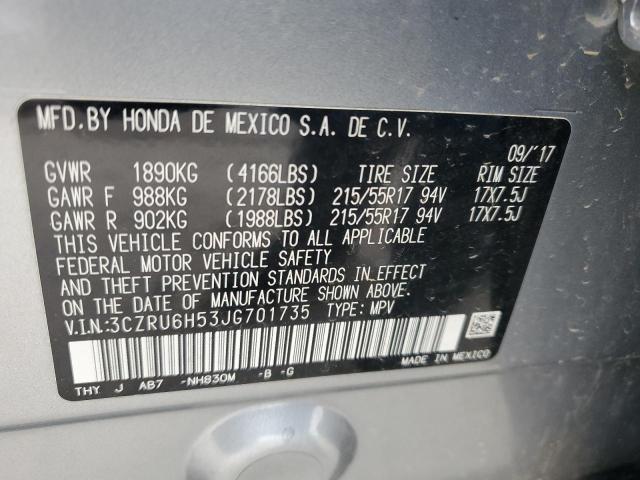 MFD.BY HONDA DE MEXICO S.A. DE C.V.
09/'17
GVWR 1890KG (4166LBS) TIRE SIZE RIM SIZE
GAWR F 988KG (2178LBS) 215/55R17 94V 17X7.5J
GAWR R 902KG (1988LBS) 215/55R17 94V 17X7.5J
THIS VEHICLE CONFORMS TO ALL APPLICABLE
FEDERAL MOTOR VEHICLE SAFETY
AND THEFT PREVENTION STANDARDS IN EFFECT
ON THE DATE OF MANUFACTURE SHOWN ABOVE.
V.I.N.:3CZRU6H53JG701735 TYPE: MPV
MADE IN MEXICO
THY J AB7 -NH830M -B -G